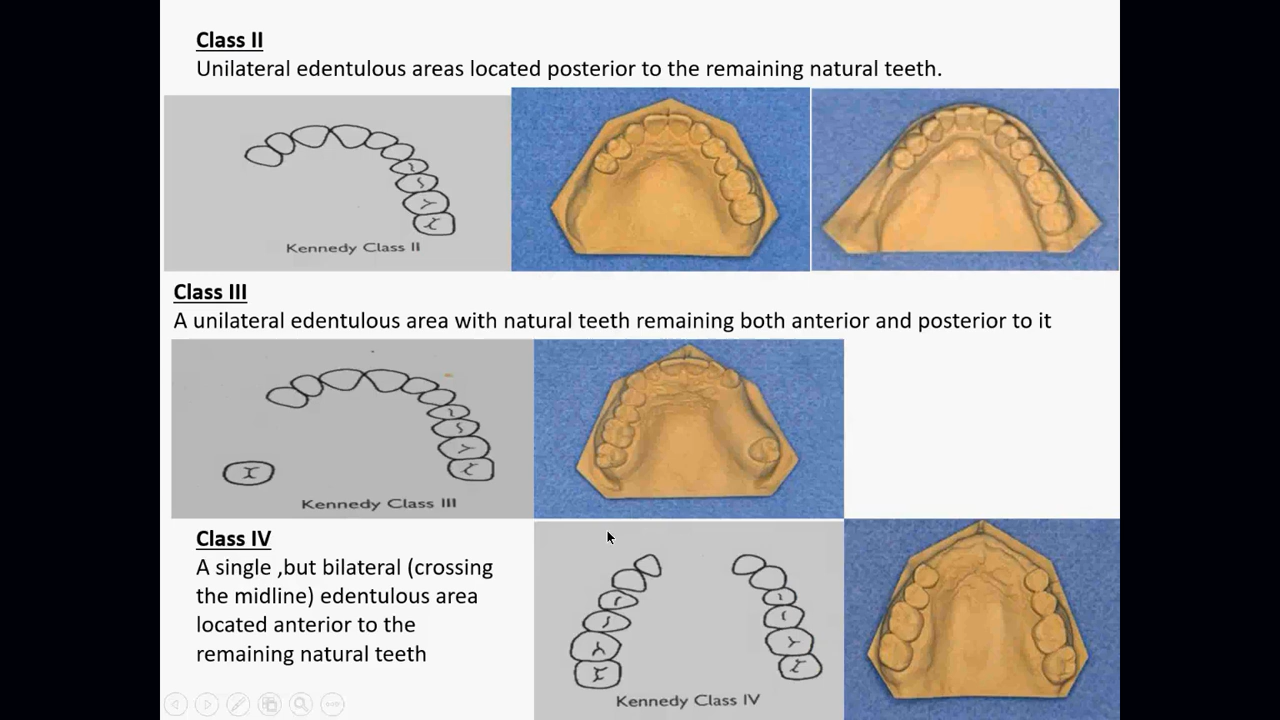 Class II
Unilateral edentulous areas located posterior to the remaining natural teeth.
Kennedy Class II
Class III
A unilateral edentulous area with natural teeth remaining both anterior and posterior to it
Kennedy Class III
Class IV
A single ,but bilateral (crossing
the midline) edentulous area
located anterior to the
remaining natural teeth
Kennedy Class IV